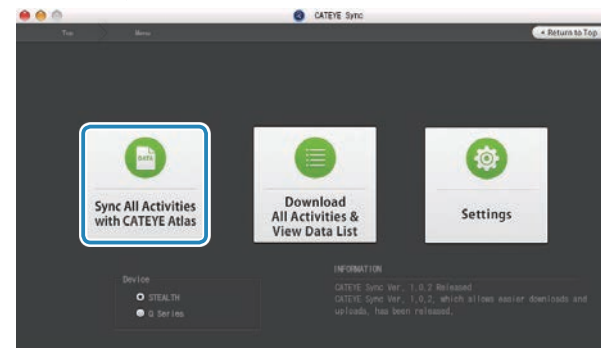 CATEYE Sync
Top
Menu
Return to Top
DATA
Sync All Activities
with CATEYE Atlas
Download
All Activities &
View Data List
Settings
Device
STEALTH
Q Series
INFORMATION
CATEYE Sync Ver. 1.0.2 Released
CATEYE Sync Ver. 1.0.2, which allows easier downloads and
uploads, has been released.